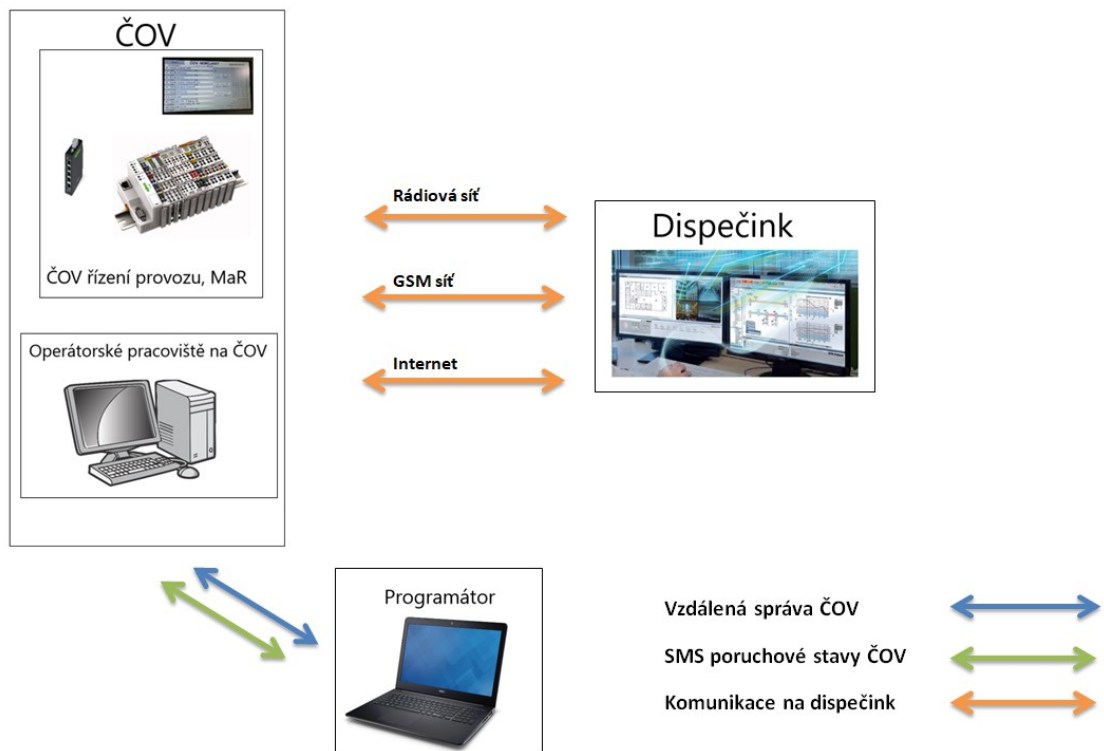 ČOV
ČOV řízení provozu, MaR
Operátorské pracoviště na ČOV
Rádiová síť
GSM síť
Internet
Dispečink
Programátor
Vzdálená správa ČOV
SMS poruchové stavy ČOV
Komunikace na dispečink